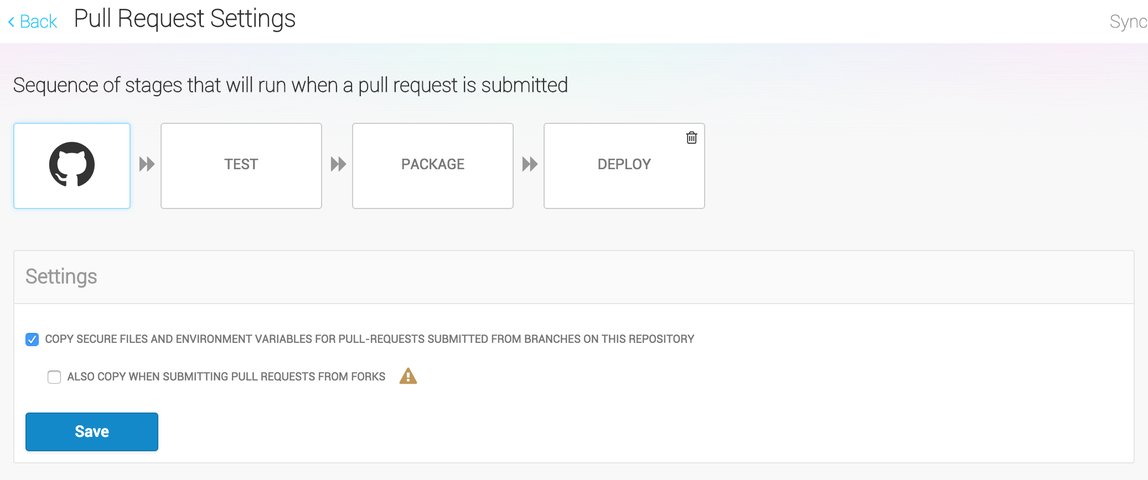 Back Pull Request Settings
Sync
Sequence of stages that will run when a pull request is submitted
TEST
PACKAGE
DEPLOY
Settings
COPY SECURE FILES AND ENVIRONMENT VARIABLES FOR PULL-REQUESTS SUBMITTED FROM BRANCHES ON THIS REPOSITORY
ALSO COPY WHEN SUBMITTING PULL REQUESTS FROM FORKS
Save